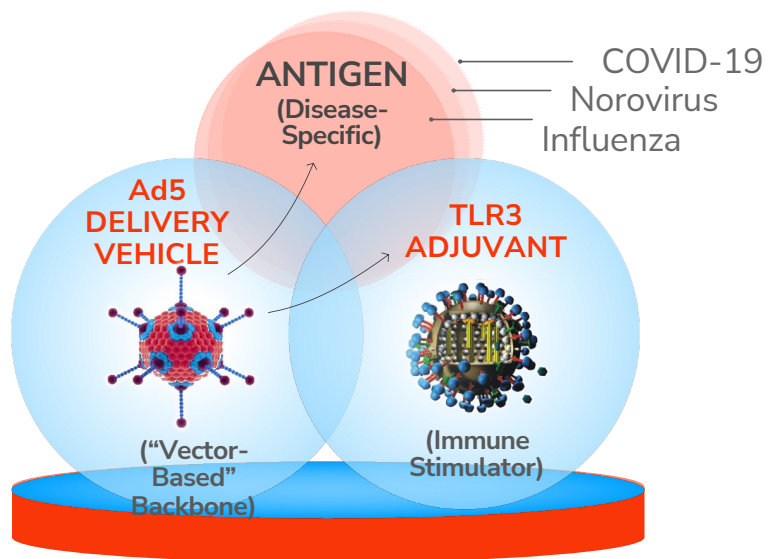 ANTIGEN
(Disease-
Specific)
COVID-19
Norovirus
Influenza
Ad5
DELIVERY
VEHICLE
TLR3
ADJUVANT
(“Vector-
Based”
Backbone)
(Immune
Stimulator)